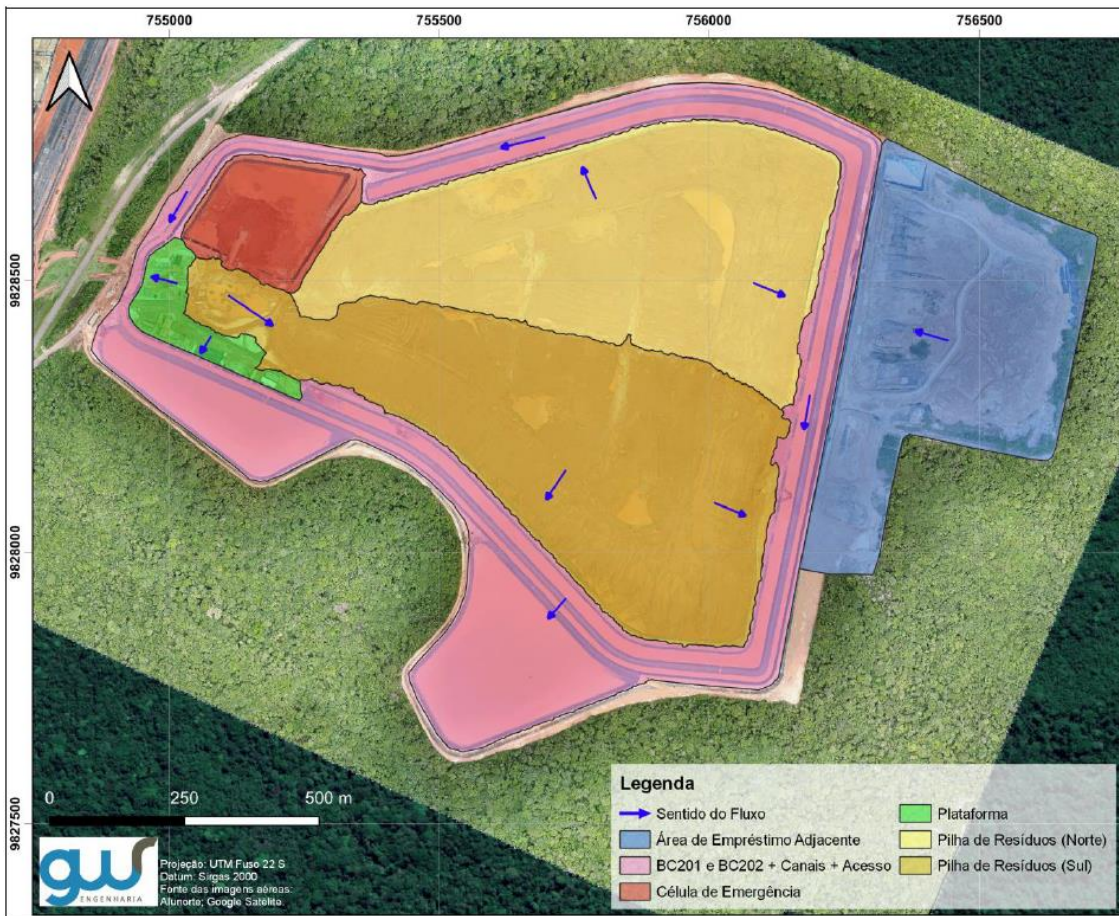 755000 755500 756000 756500
9828500
9828000
9827500
0 250 500 m
gws
ENGENHARIA
Projeção: UTM Fuso 22 S
Datum: Sirgas 2000
Fonte das imagens aéreas:
Alunorte; Google Satélite.
Legenda
Sentido do Fluxo
Área de Empréstimo Adjacente
BC201 e BC202 + Canais + Acesso
Célula de Emergência
Plataforma
Pilha de Resíduos (Norte)
Pilha de Resíduos (Sul)